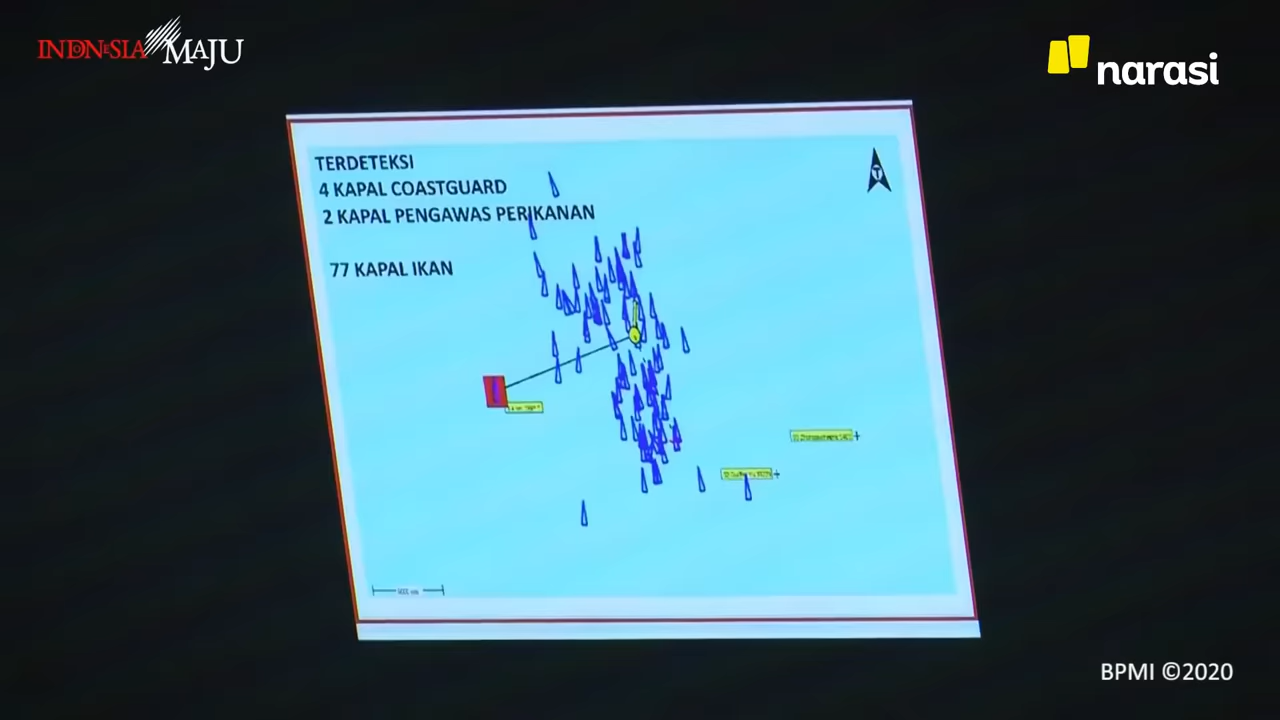 INDONESIA
MAJU
narasi
TERDETEKSI
4 KAPAL COASTGUARD
2 KAPAL PENGAWAS PERIKANAN
77 KAPAL IKAN
T
BPMI ©2020